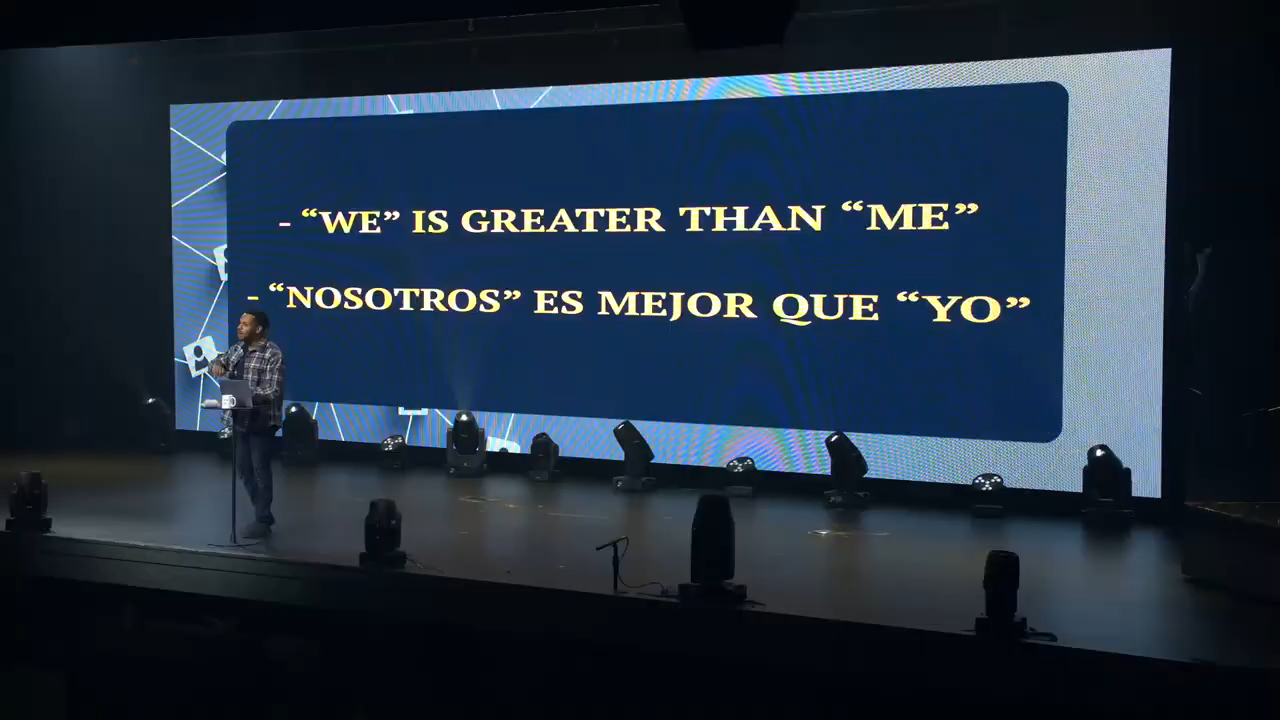 - “WE” IS GREATER THAN “ME”
- “NOSOTROS” ES MEJOR QUE “YO”